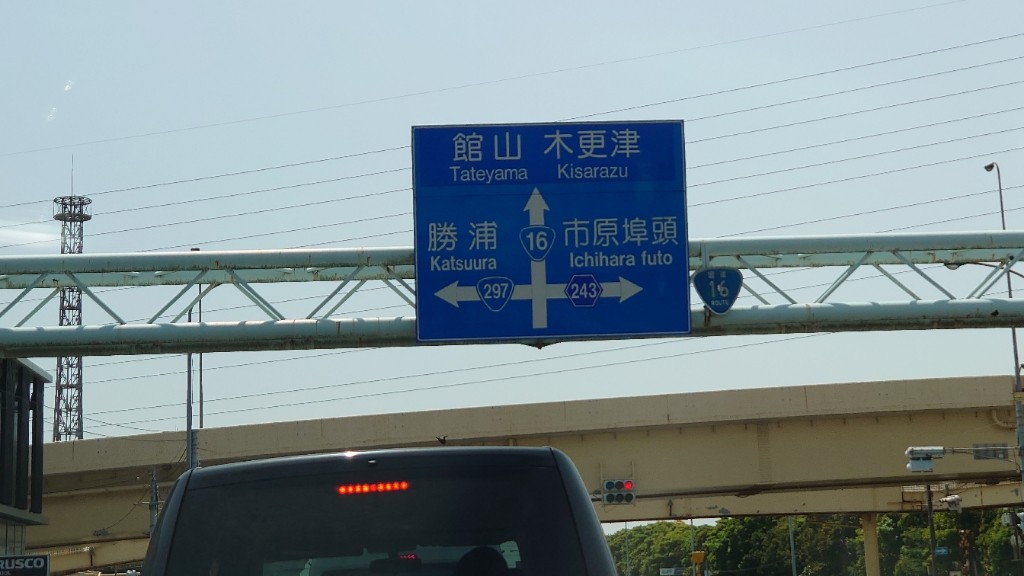 館山 木更津
Tateyama Kisarazu
勝浦 16 市原埠頭
Katsuura Ichihara futo
297 243
16
ROUTE
RUSCO